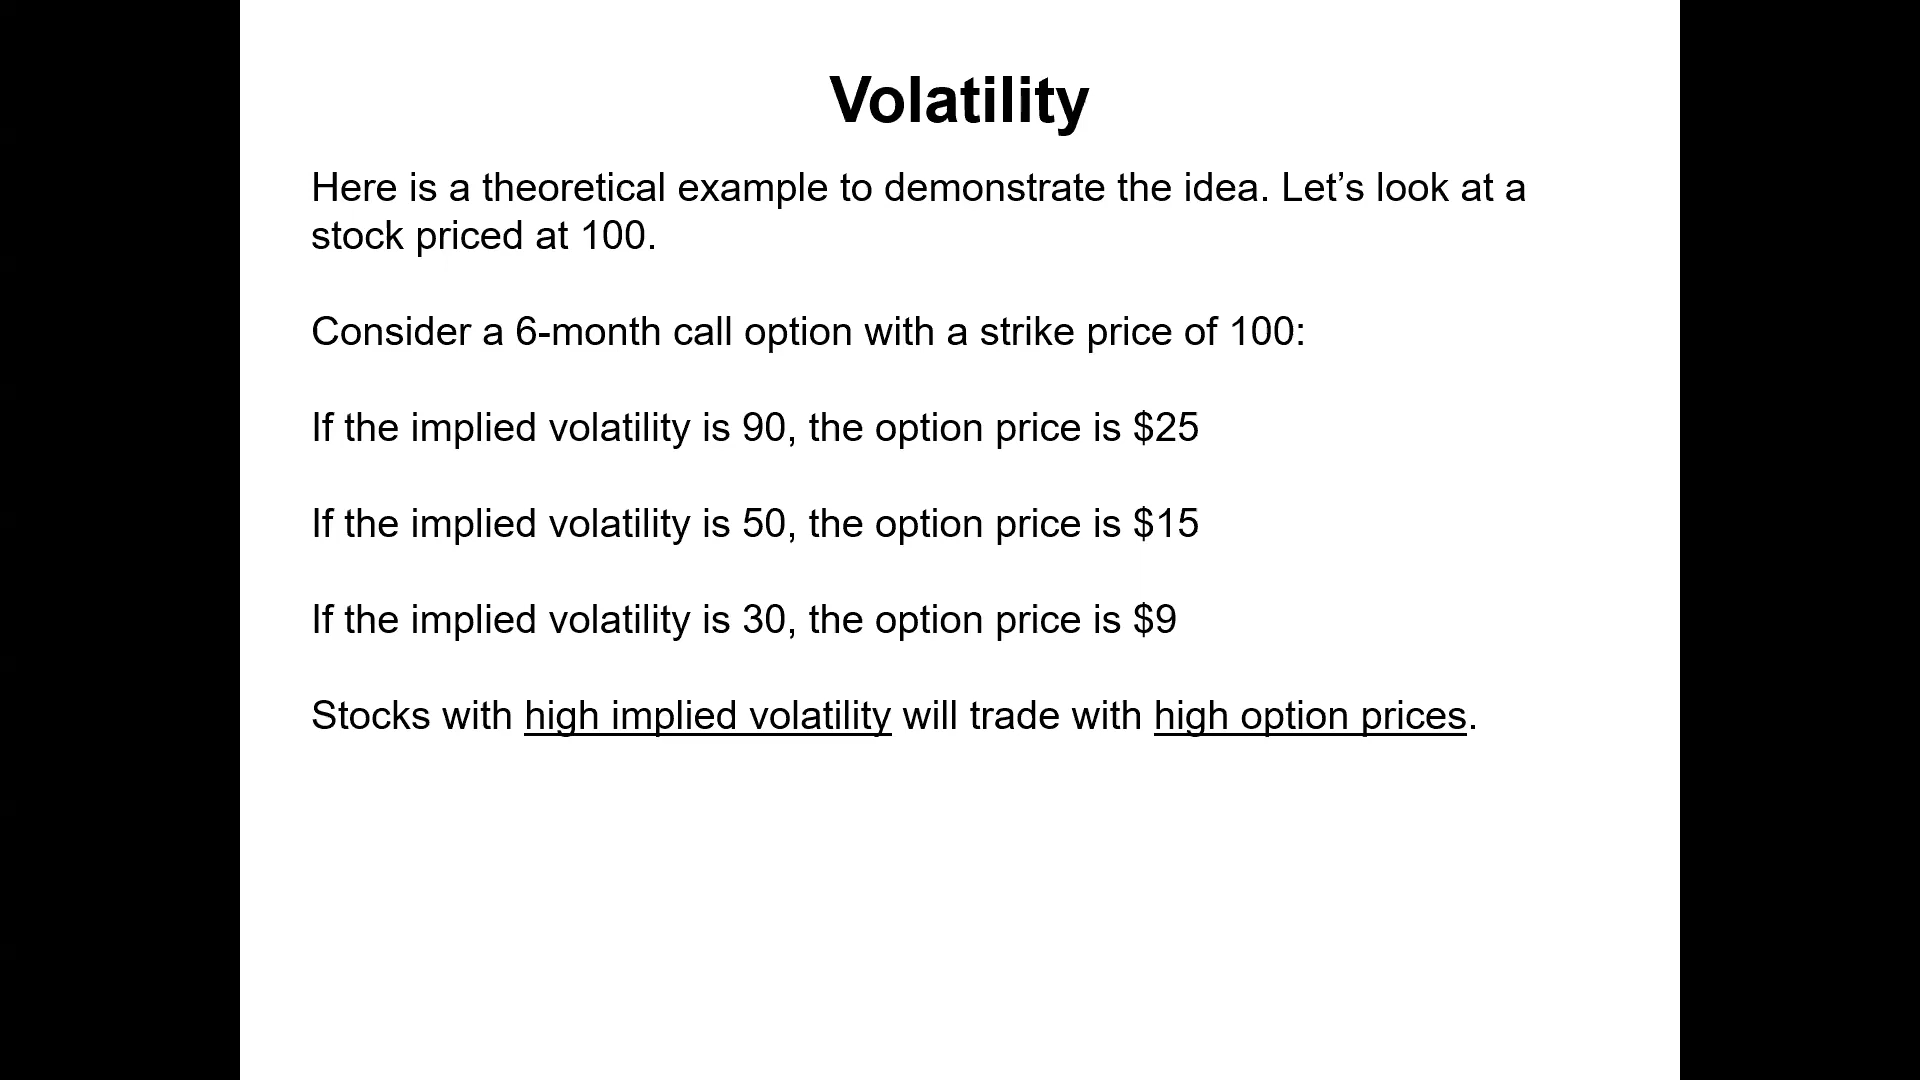 Volatility
Here is a theoretical example to demonstrate the idea. Let’s look at a
stock priced at 100.
Consider a 6-month call option with a strike price of 100:
If the implied volatility is 90, the option price is $25
If the implied volatility is 50, the option price is $15
If the implied volatility is 30, the option price is $9
Stocks with high implied volatility will trade with high option prices.